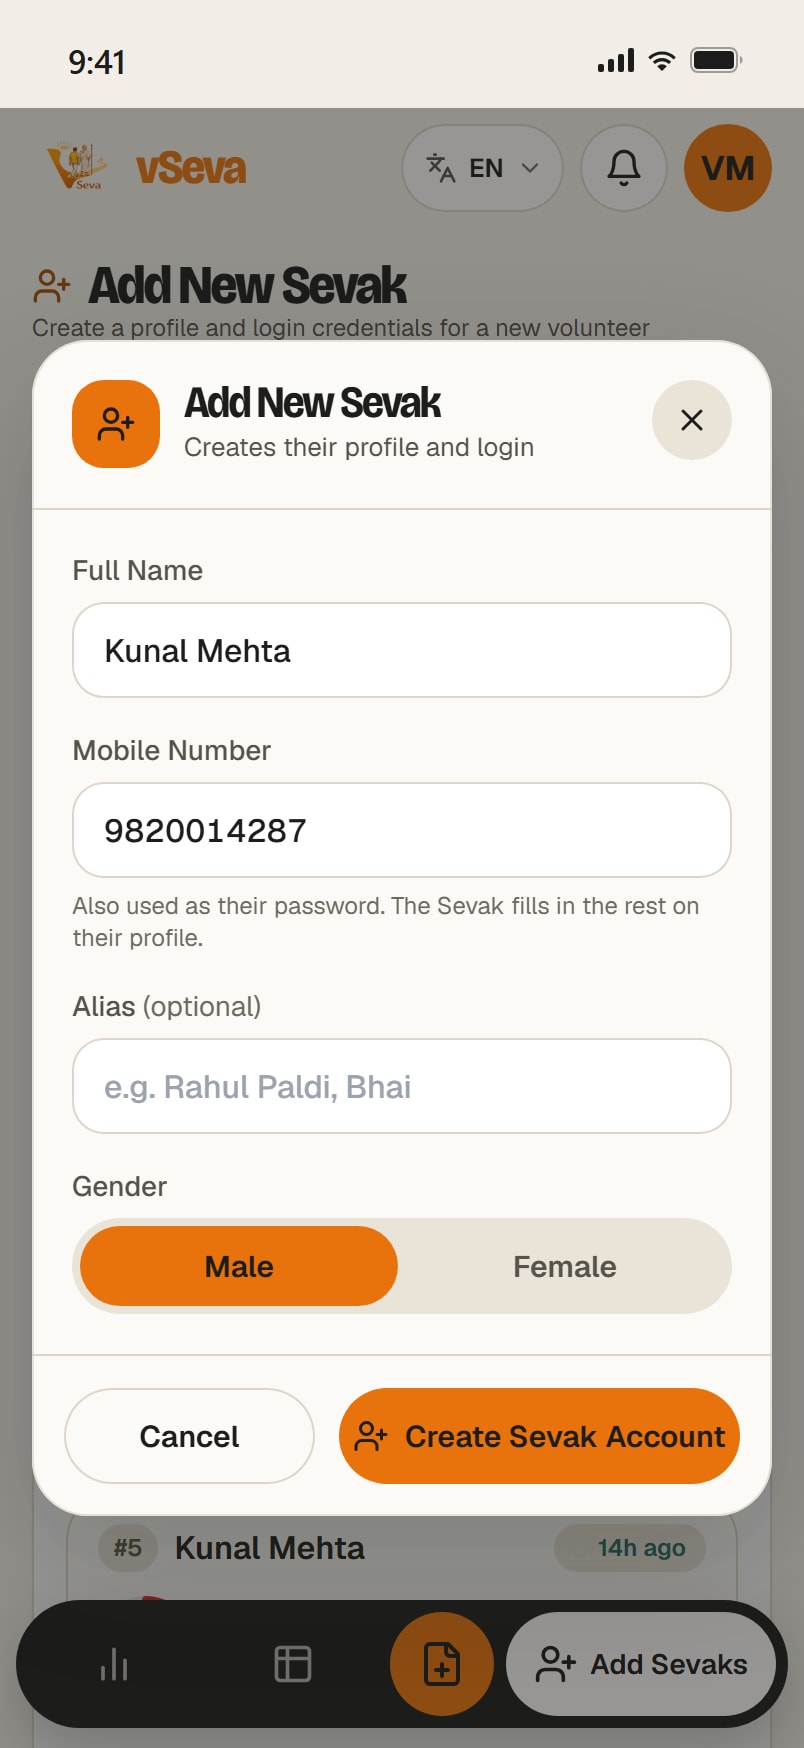 9:41
Seva
vSeva
EN
VM
Add New Sevak
Create a profile and login credentials for a new volunteer
Add New Sevak
Creates their profile and login
Full Name
Kunal Mehta
Mobile Number
9820014287
Also used as their password. The Sevak fills in the rest on
their profile.
Alias (optional)
e.g. Rahul Paldi, Bhai
Gender
Male
Female
Cancel
Create Sevak Account
#5
Kunal Mehta
14h ago
Add Sevaks